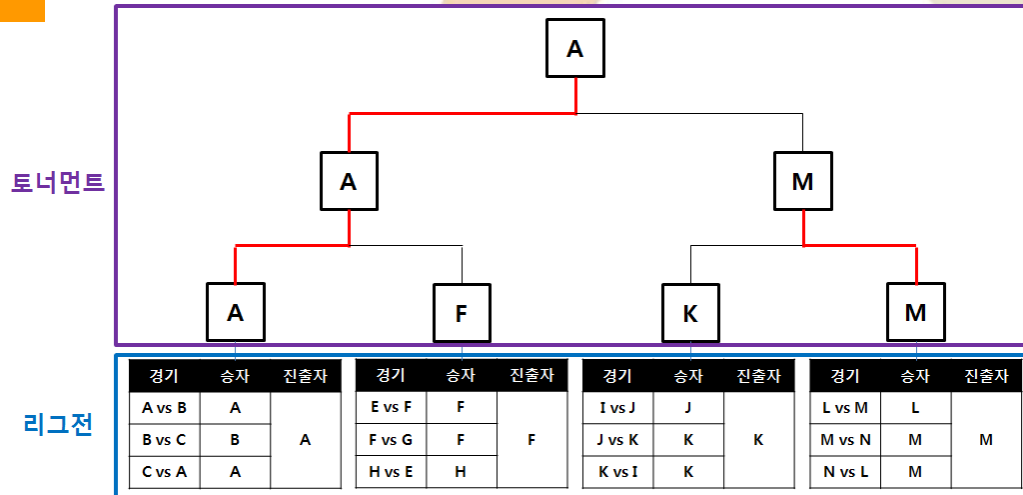 A
토너먼트
A
M
A
F
K
M
리그전
경기 승자 진출자
A vs B A
B vs C B
A
C vs A A
경기 승자 진출자
E vs F F
F vs G F
F
H vs E H
경기 승자 진출자
I vs J J
J vs K K
K
K vs I K
경기 승자 진출자
L vs M L
M vs N M
M
N vs L M